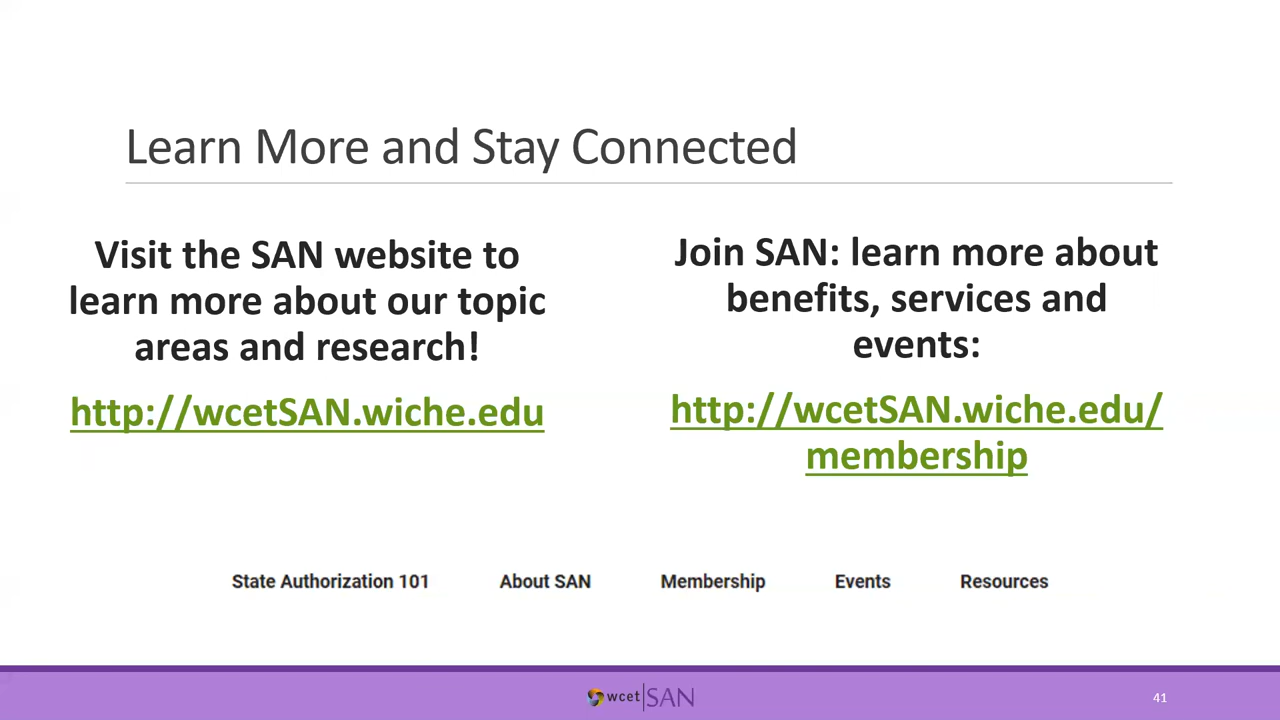 Learn More and Stay Connected
Visit the SAN website to
learn more about our topic
areas and research!
http://wcetSAN.wiche.edu
Join SAN: learn more about
benefits, services and
events:
http://wcetSAN.wiche.edu/
membership
State Authorization 101 About SAN Membership Events Resources
wcet SAN
41